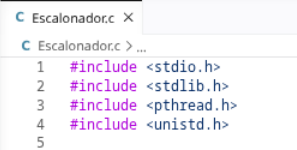 C Escalonador.c ×
C Escalonador.c > ...
1 #include <stdio.h>
2 #include <stdlib.h>
3 #include <pthread.h>
4 #include <unistd.h>
5